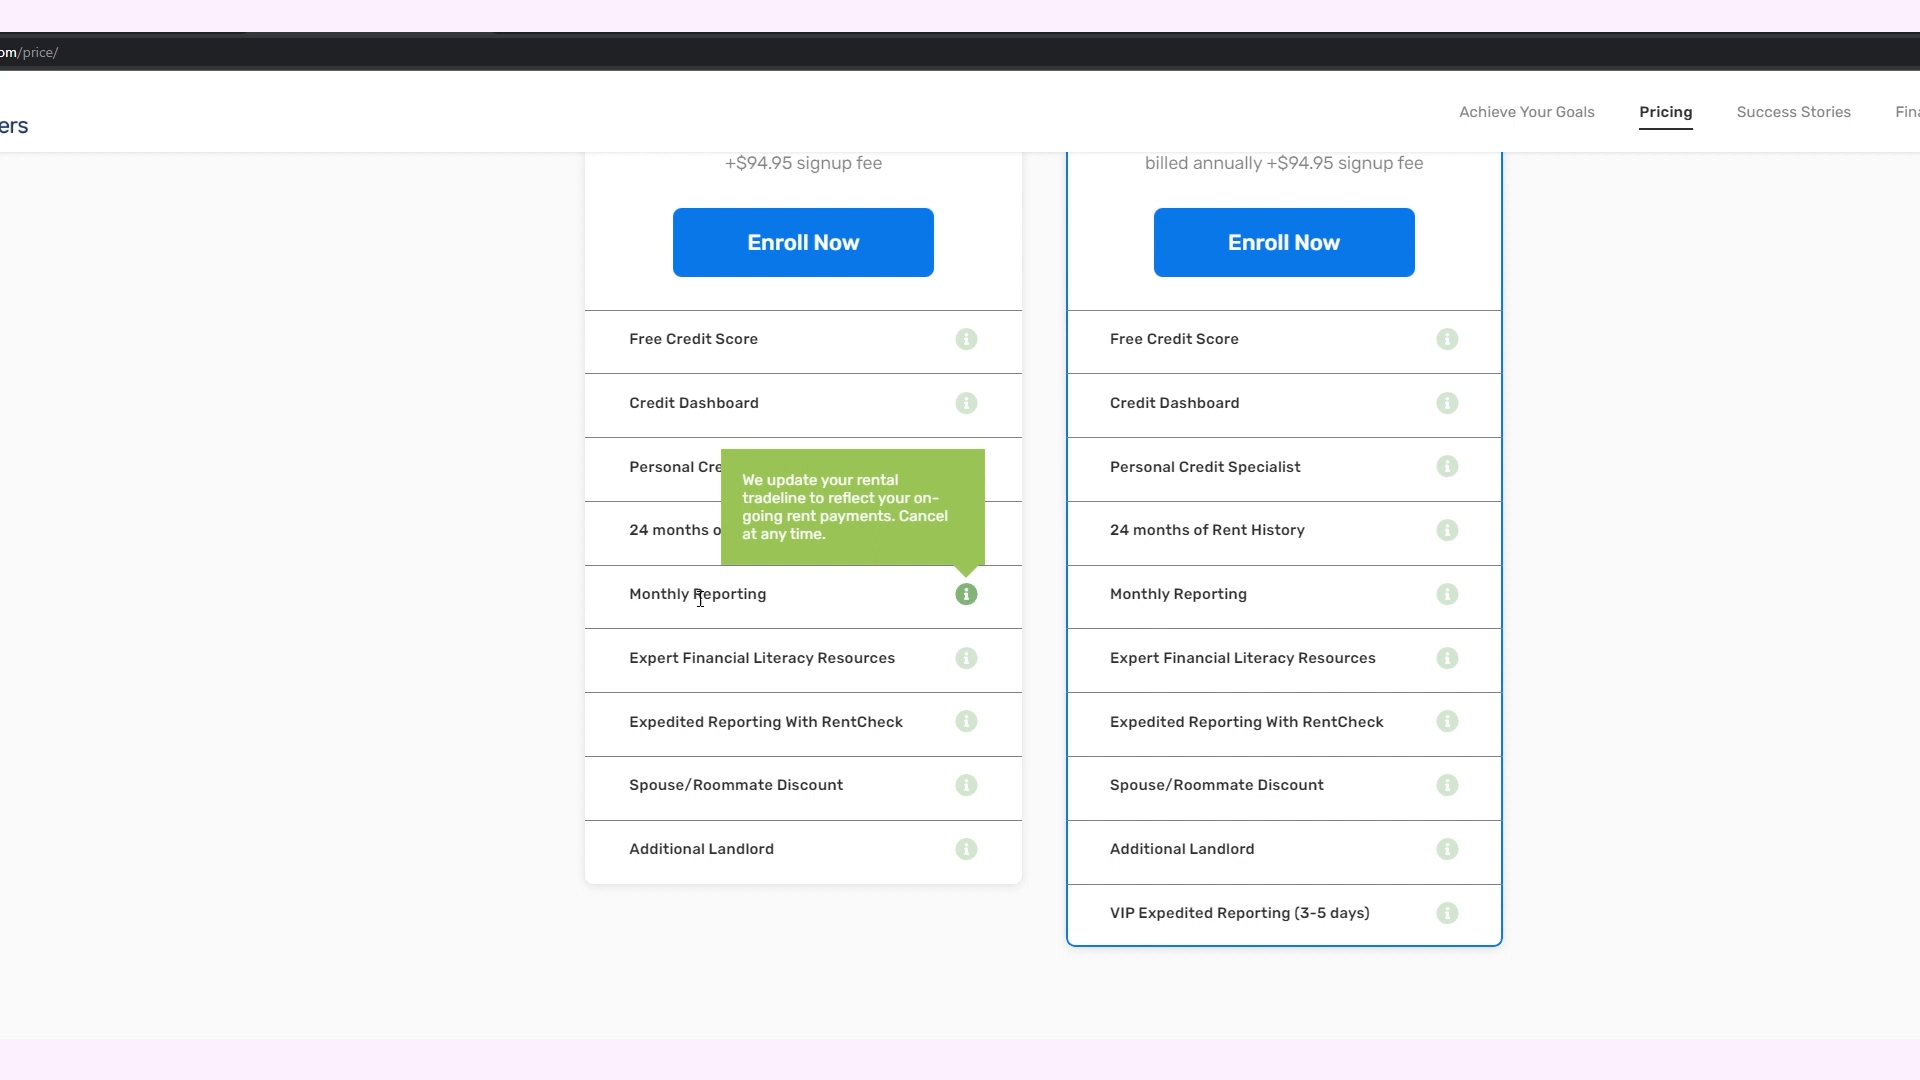 om/price/
ers
Achieve Your Goals
Pricing
Success Stories
Fina
+$94.95 signup fee
Enroll Now
Free Credit Score
Credit Dashboard
Personal Cre
24 months o
We update your rental
tradeline to reflect your on-
going rent payments. Cancel
at any time.
Monthly Reporting
Expert Financial Literacy Resources
Expedited Reporting With RentCheck
Spouse/Roommate Discount
Additional Landlord
billed annually +$94.95 signup fee
Enroll Now
Free Credit Score
Credit Dashboard
Personal Credit Specialist
24 months of Rent History
Monthly Reporting
Expert Financial Literacy Resources
Expedited Reporting With RentCheck
Spouse/Roommate Discount
Additional Landlord
VIP Expedited Reporting (3-5 days)